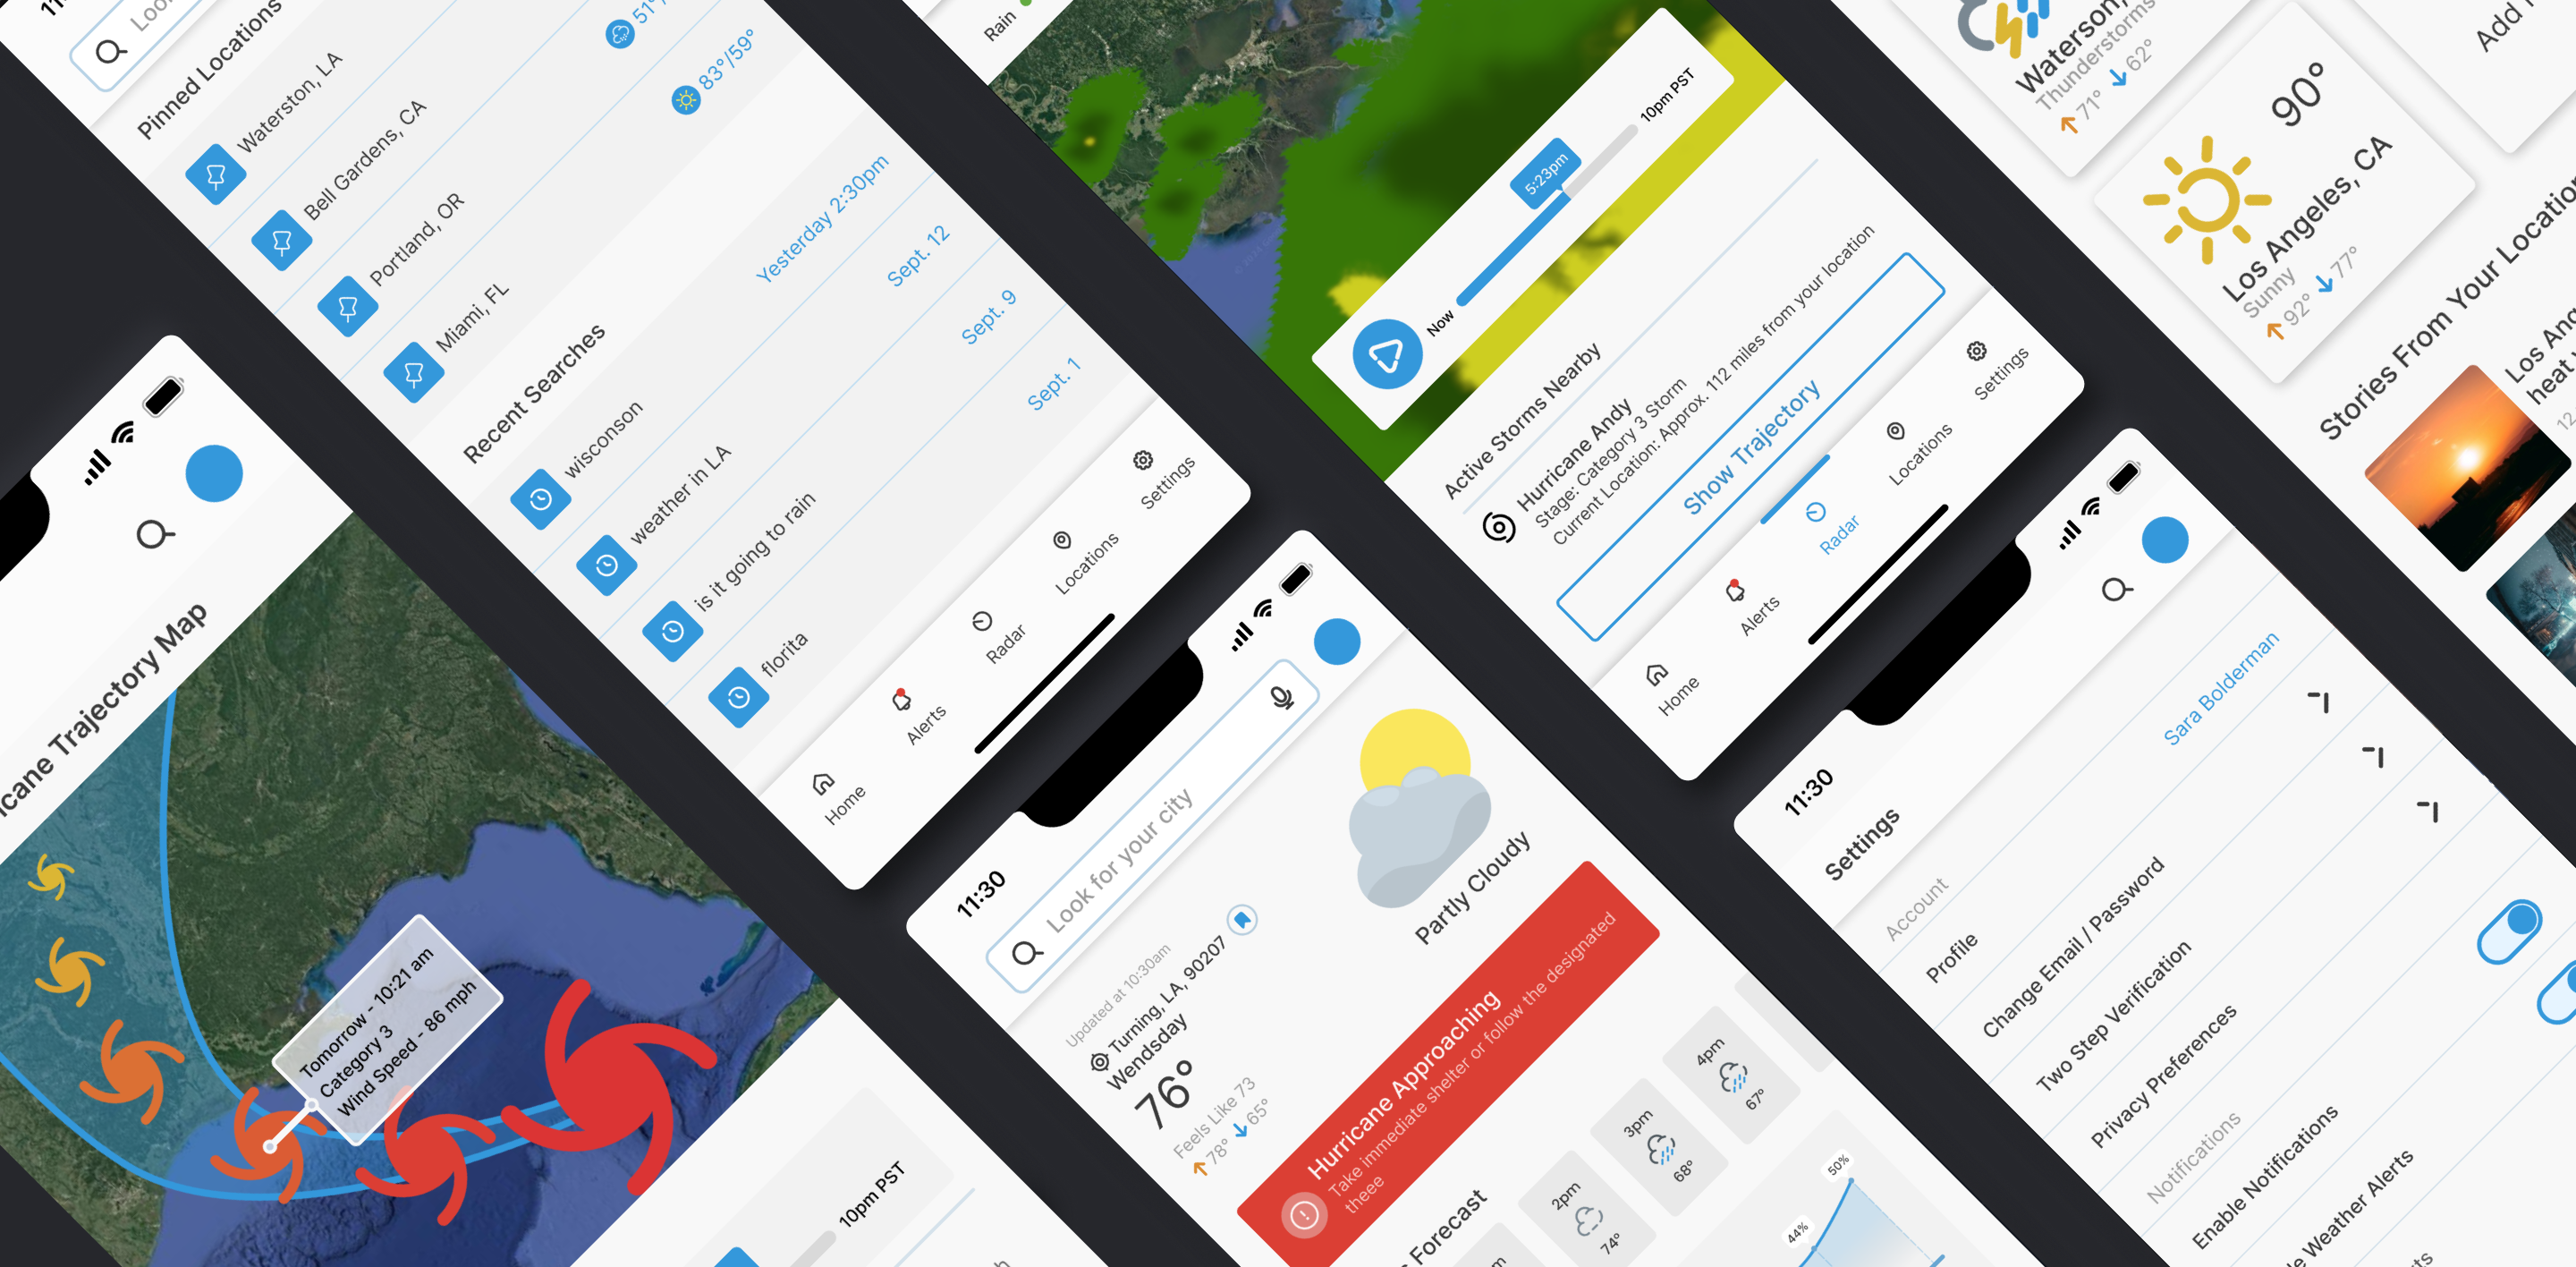 Pinned Locations
Waterston, LA
Bell Gardens, CA
Portland, OR
83°/59°
Miami, FL
Recent Searches
wisconson
Yesterday 2:30pm
weather in LA
Sept. 12
is it going to rain
Sept. 9
florita
Sept. 1
Home
Alerts
Radar
Locations
Settings
Trajectory Map
Tomorrow - 10:21 am
Category 3
Wind Speed - 86 mph
10pm PST
11:30
Look for your city
Updated at 10:30am
Turning, LA, 90207
Wendsday
76°
Feels Like 73
78° 65°
Partly Cloudy
Hurricane Approaching
Take immediate shelter or follow the designated
theee
Forecast
2pm
74°
3pm
68°
4pm
67°
44%
50%
Rain
Now
5:23pm
10pm PST
Active Storms Nearby
Hurricane Andy
Stage: Category 3 Storm
Current Location: Approx. 112 miles from your location
Show Trajectory
Home
Alerts
Radar
Locations
Settings
11:30
Settings
Account
Profile
Sara Bolderman
Change Email / Password
Two Step Verification
Privacy Preferences
Notifications
Enable Notifications
Weather Alerts
Waterson,
Thunderstorms
71° 62°
90°
Los Angeles, CA
Sunny
92° 77°
Add
Stories From Your Location
Los
heat
12